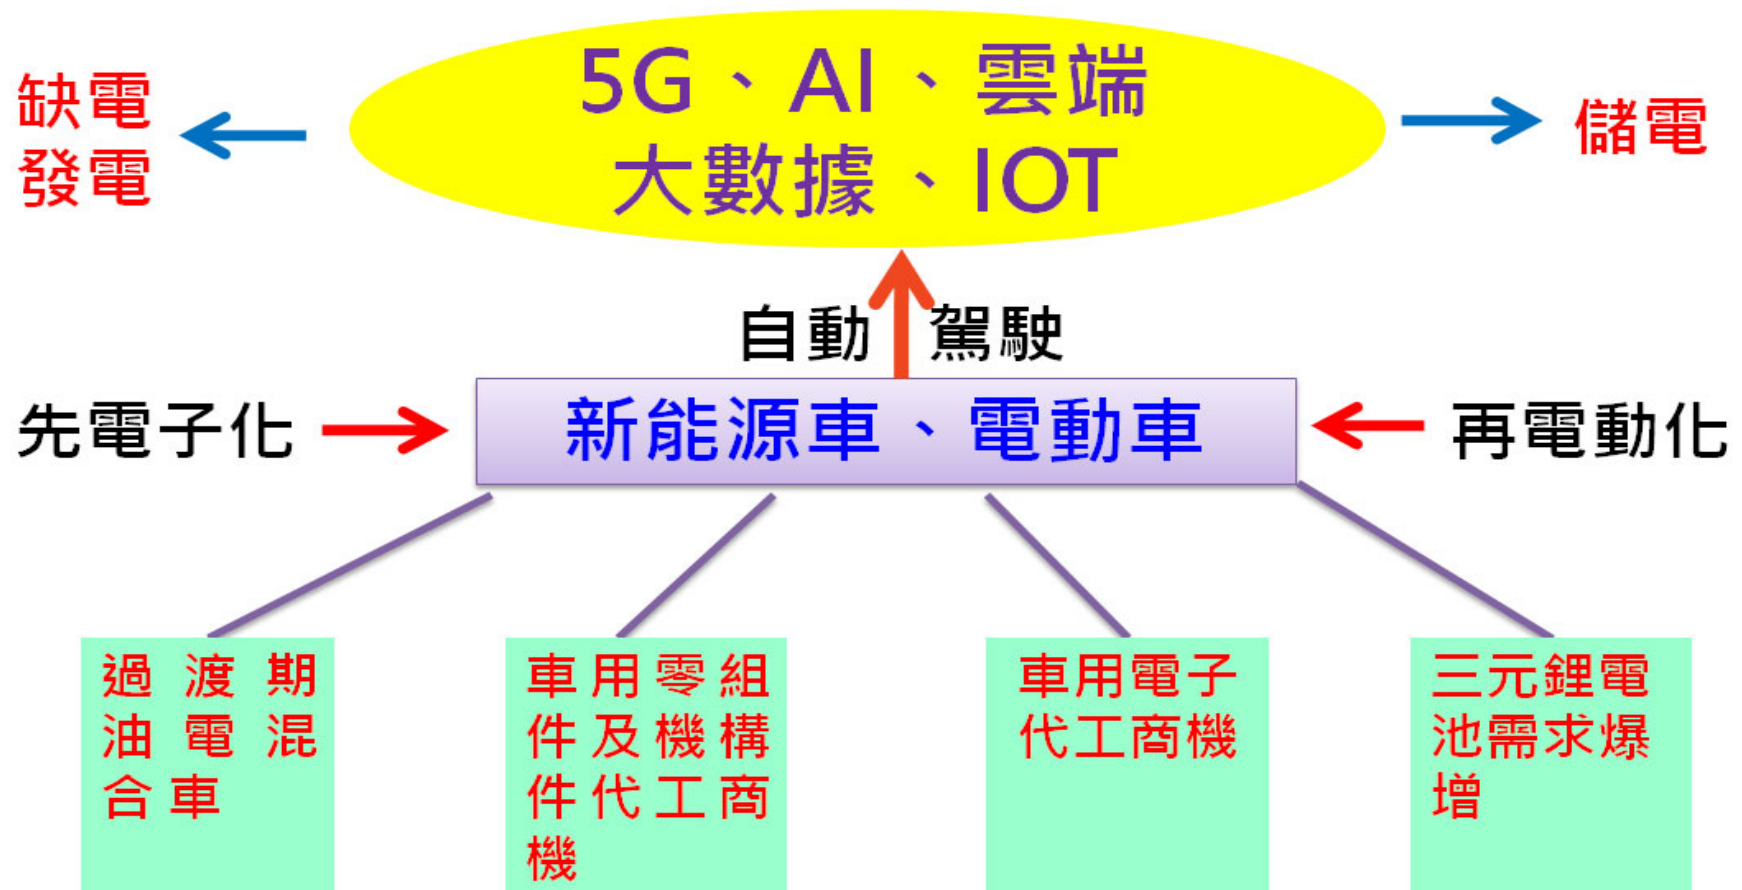 5G、AI、雲端
大數據、IOT
缺電
發電
儲電
自動 駕駛
先電子化
新能源車、電動車
再電動化
過渡期
油電混
合車
車用零組
件及機構
件代工商
機
車用電子
代工商機
三元鋰電
池需求爆
增